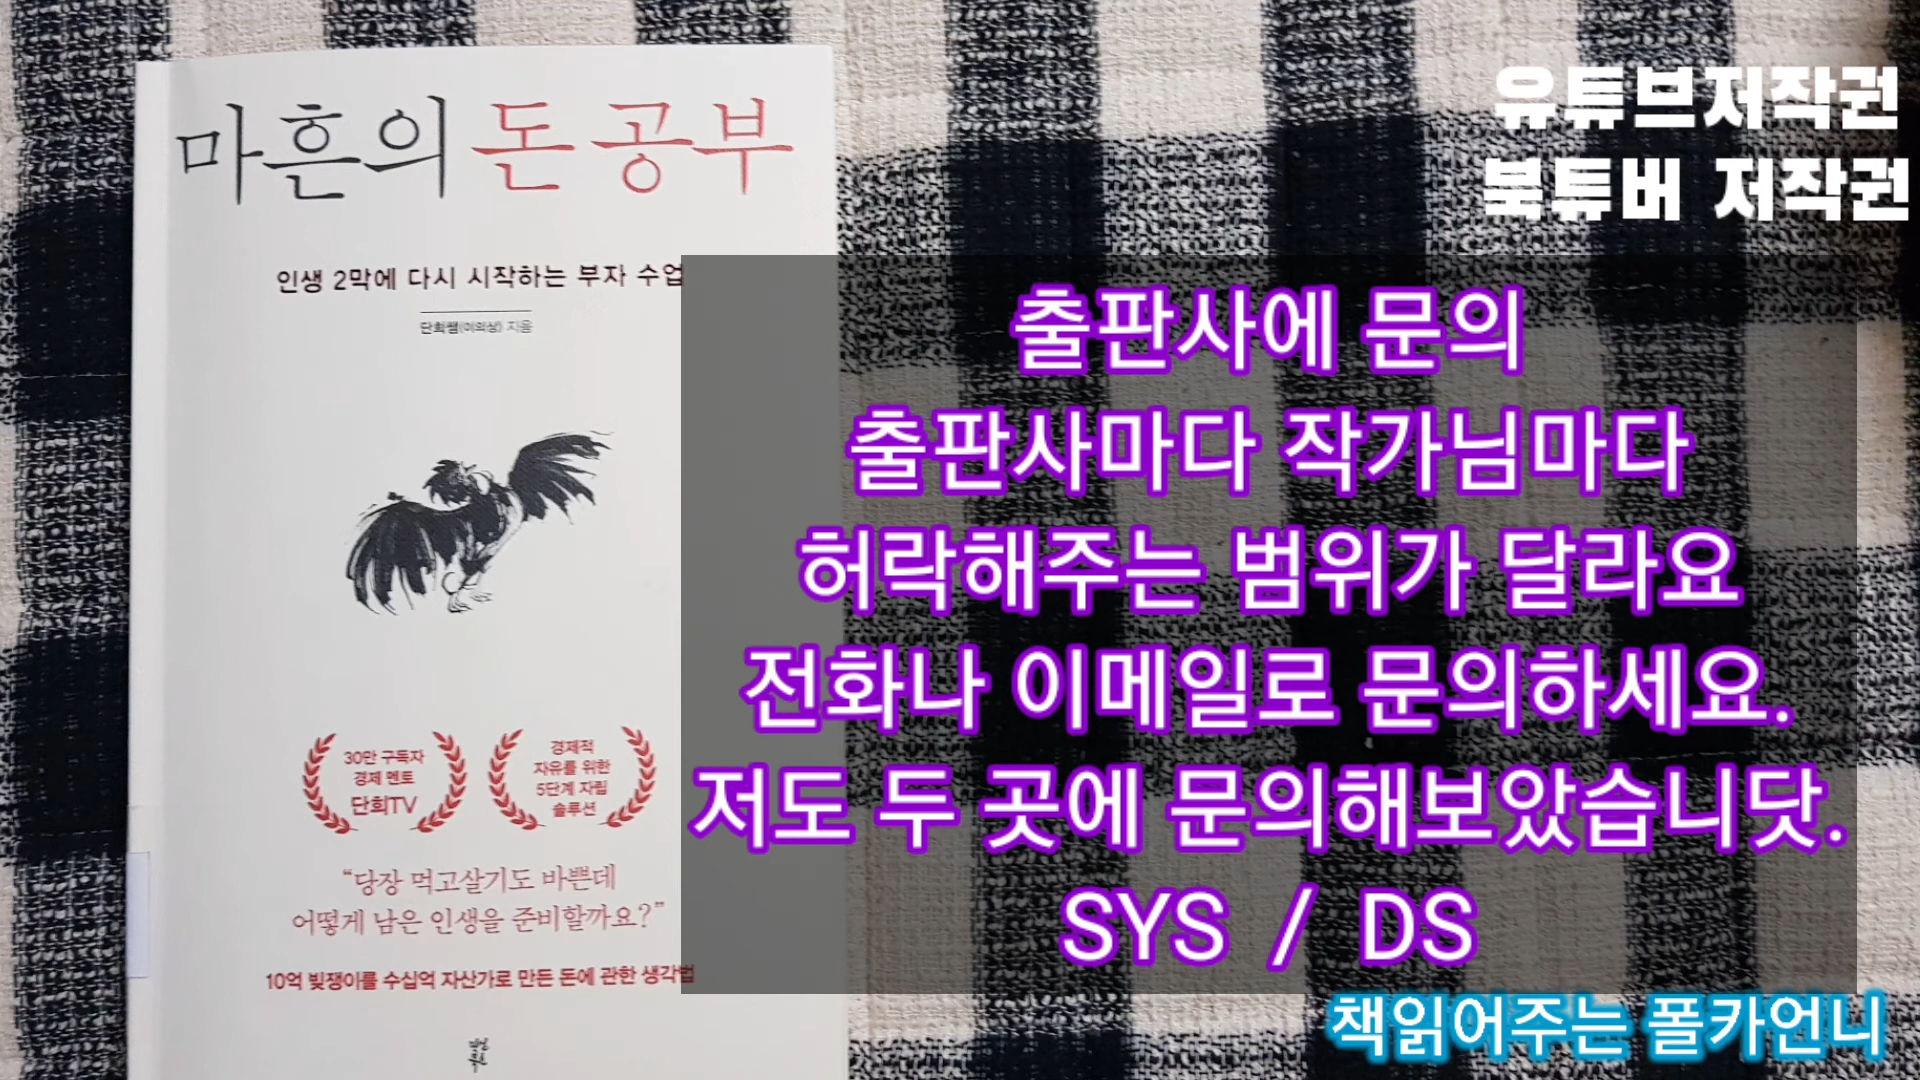 마흔의 돈 공부
인생 2막에 다시 시작하는 부자 수업
단희쌤(이의상) 지음
30만 구독자
경제 멘토
단희TV
경제적
자유를 위한
5단계 자립
솔루션
“당장 먹고살기도 바쁜데
어떻게 남은 인생을 준비할까요?”
10억 빚쟁이를 수십억 자산가로 만든 돈에 관한 생각법
유튜브저작권
북튜버 저작권
출판사에 문의
출판사마다 작가님마다
허락해주는 범위가 달라요
전화나 이메일로 문의하세요.
저도 두 곳에 문의해보았습니닷.
SYS / DS
책읽어주는 폴카언니